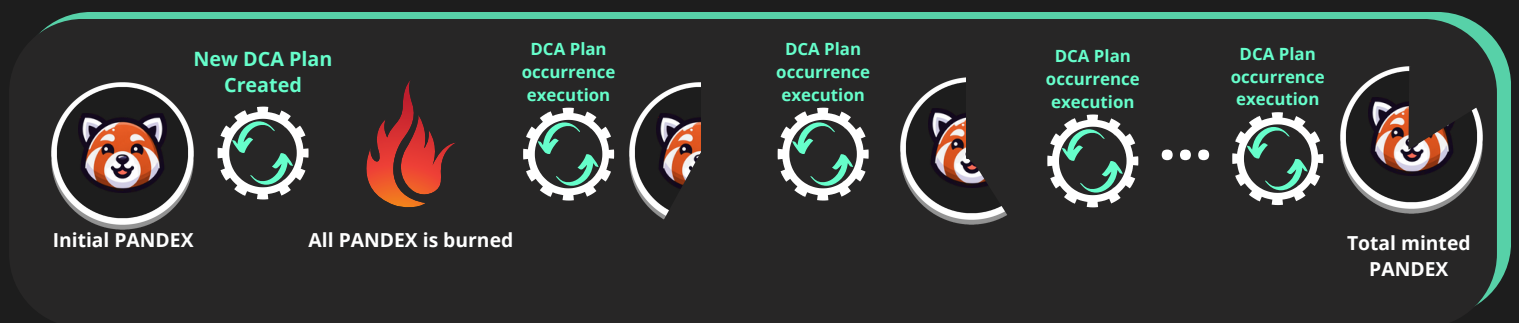 New DCA Plan
Created
DCA Plan
occurrence
execution
DCA Plan
occurrence
execution
DCA Plan
occurrence
execution
DCA Plan
occurrence
execution
Initial PANDEX
All PANDEX is burned
Total minted
PANDEX